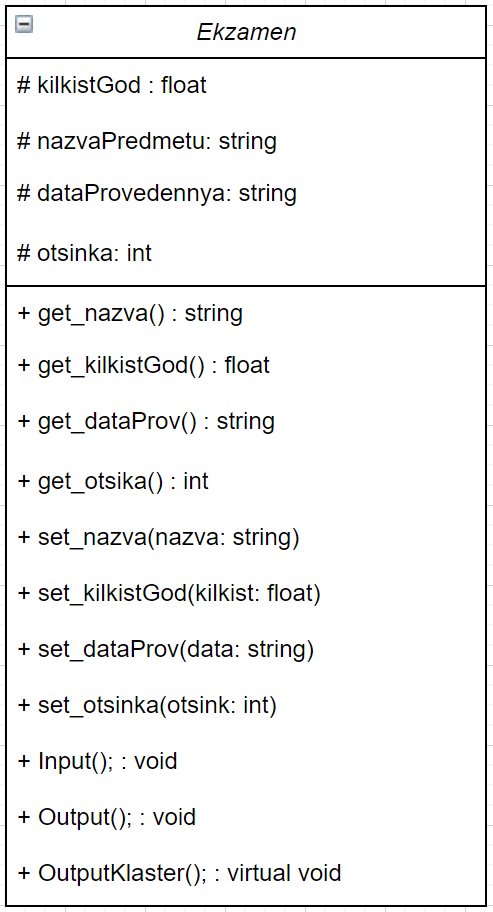 Ekzamen
# kilkistGod : float
# nazvaPredmetu: string
# dataProvedennya: string
# otsinka: int
+ get_nazva() : string
+ get_kilkistGod() : float
+ get_dataProv() : string
+ get_otsika() : int
+ set_nazva(nazva: string)
+ set_kilkistGod(kilkist: float)
+ set_dataProv(data: string)
+ set_otsinka(otsink: int)
+ Input(); : void
+ Output(); : void
+ OutputKlaster(); : virtual void